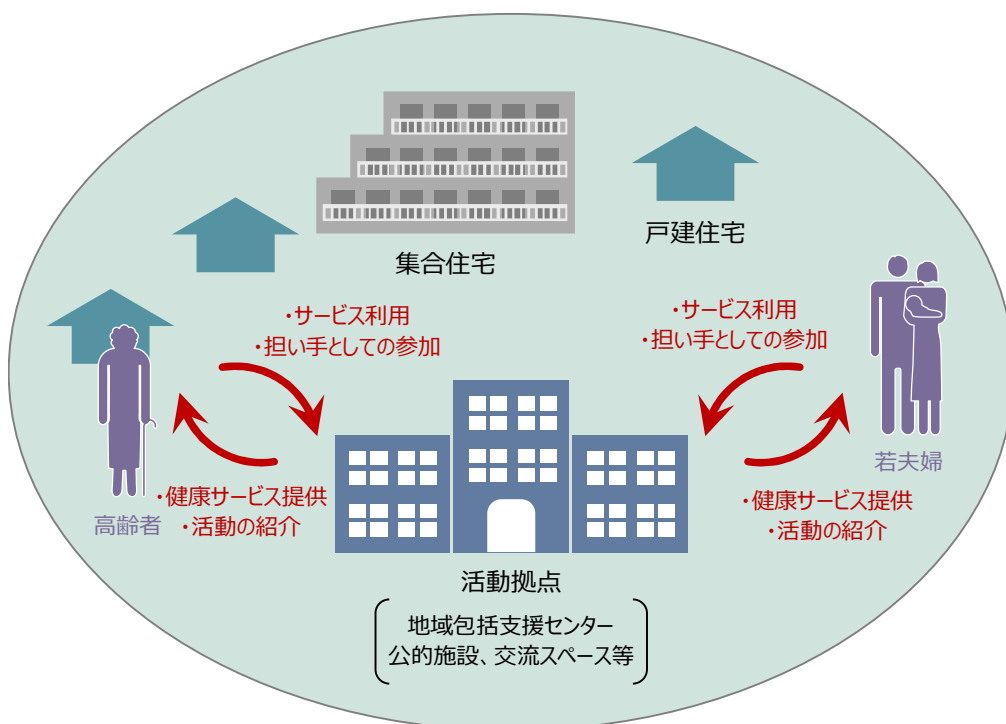 集合住宅
戸建住宅
・サービス利用
・担い手としての参加
・サービス利用
・担い手としての参加
高齢者
・健康サービス提供
・活動の紹介
若夫婦
・健康サービス提供
・活動の紹介
活動拠点
地域包括支援センター
公的施設、交流スペース等